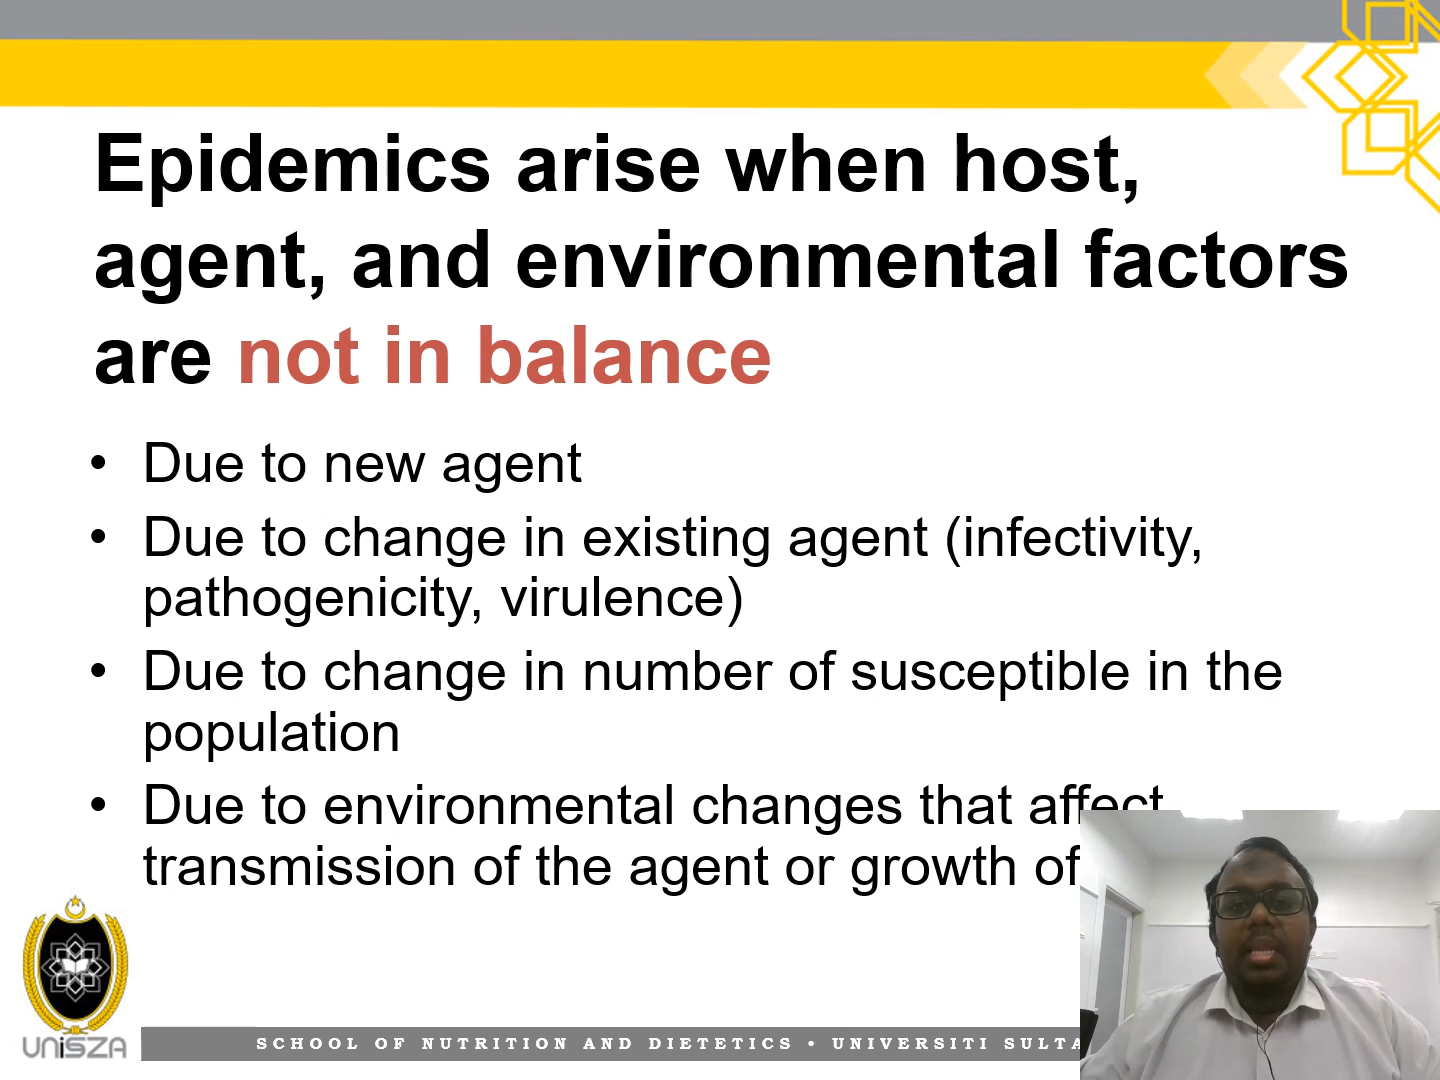 Epidemics arise when host,
agent, and environmental factors
are not in balance
• Due to new agent
• Due to change in existing agent (infectivity,
pathogenicity, virulence)
• Due to change in number of susceptible in the
population
• Due to environmental changes that affect
transmission of the agent or growth of
UniSZA
SCHOOL OF NUTRITION AND DIETETICS • UNIVERSITI SULTA